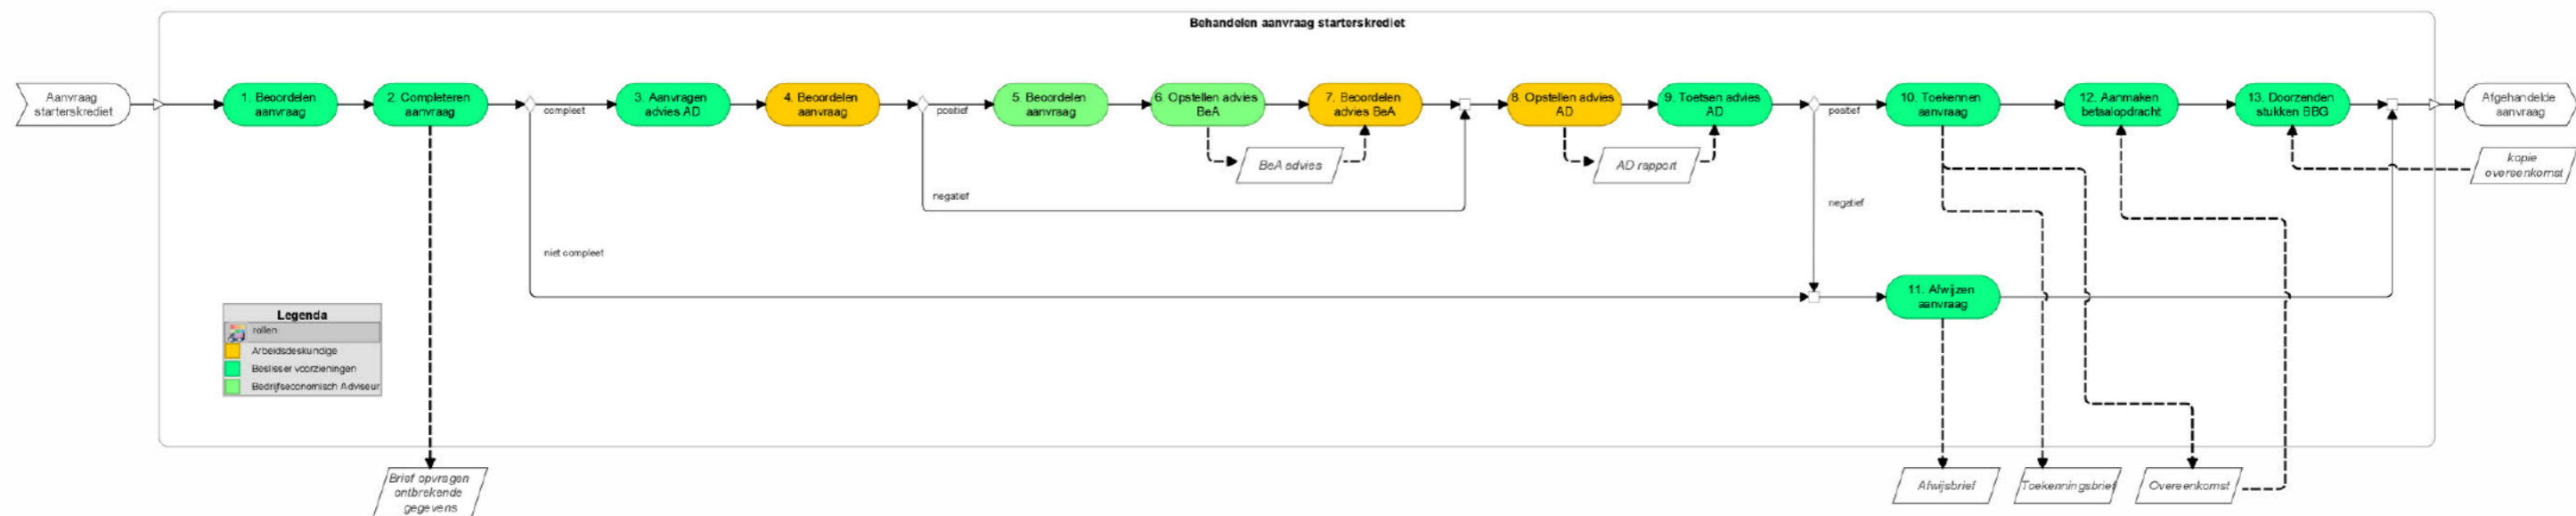 Behandelen aanvraag starterskrediet
Aanvraag
starterskrediet
1. Beoordelen
aanvraag
2. Completeren
aanvraag
compleet
3. Aanvragen
advies AD
4. Beoordelen
aanvraag
positief
5. Beoordelen
aanvraag
6. Opstellen advies
BeA
7. Beoordelen
advies BeA
8. Opstellen advies
AD
9. Toetsen advies
AD
positief
10. Toekennen
aanvraag
12. Aanmaken
betaalopdracht
13. Doorzenden
stukken BBG
Afgehandelde
aanvraag
BeA advies
AD rapport
kopie
overeenkomst
negatief
negatief
niet compleet
11. Afwijzen
aanvraag
Legenda
rollen
Arbeidsdeskundige
Beslisser voorzieningen
Bedrijfseconomisch Adviseur
Brief opvragen
ontbrekende
gegevens
Afwijsbrief
Toekenningsbrief
Overeenkomst